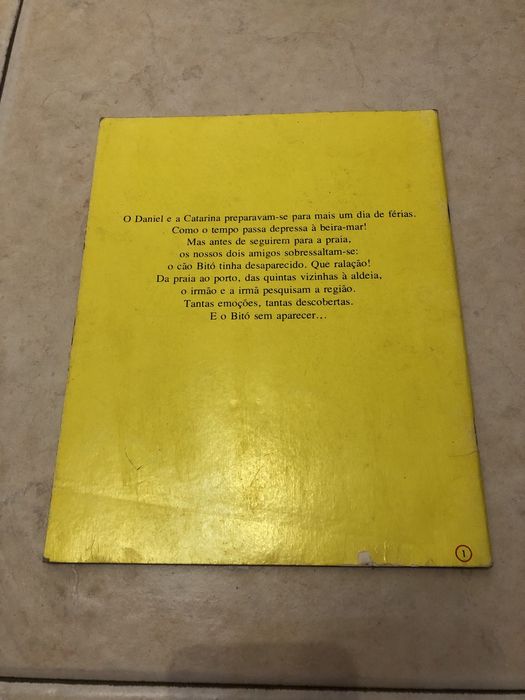 O Daniel e a Catarina preparavam-se para mais um dia de férias.
Como o tempo passa depressa à beira-mar!
Mas antes de seguirem para a praia,
os nossos dois amigos sobressaltam-se:
o cão Bitó tinha desaparecido. Que ralação!
Da praia ao porto, das quintas vizinhas à aldeia,
o irmão e a irmã pesquisam a região.
Tantas emoções, tantas descobertas.
E o Bitó sem aparecer...
1